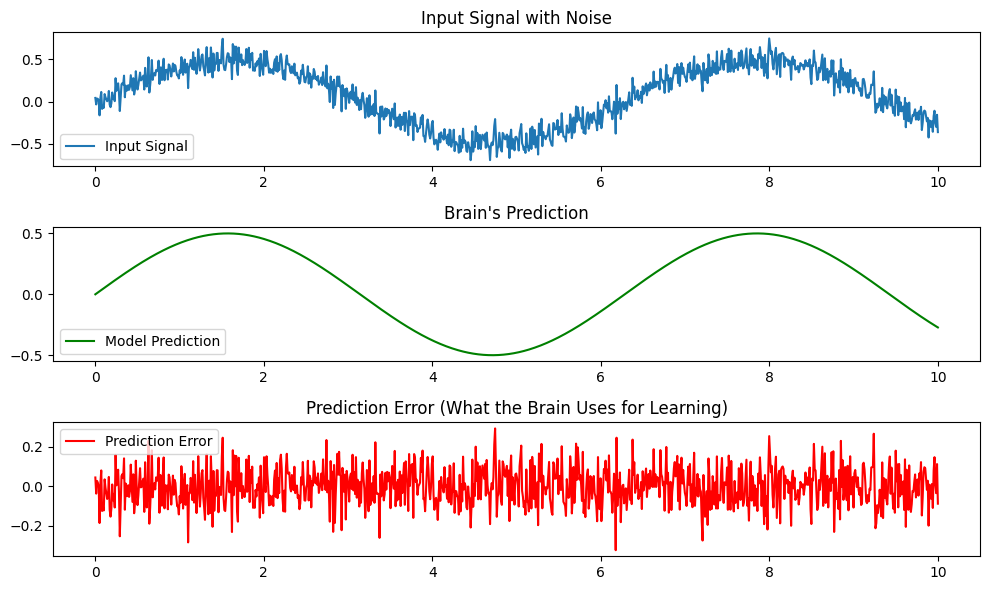 Input Signal with Noise
0.5
0.0
−0.5
Input Signal
0 2 4 6 8 10
Brain's Prediction
0.5
0.0
−0.5
Model Prediction
0 2 4 6 8 10
Prediction Error (What the Brain Uses for Learning)
Prediction Error
0.2
0.0
−0.2
0 2 4 6 8 10